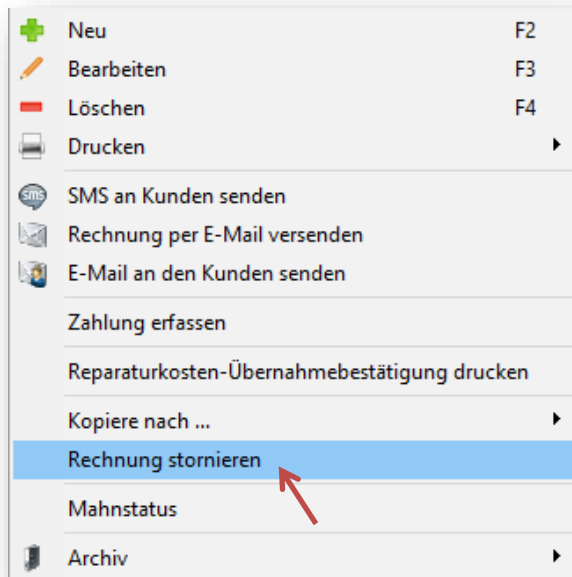 Neu F2
Bearbeiten F3
Löschen F4
Drucken
SMS an Kunden senden
Rechnung per E-Mail versenden
E-Mail an den Kunden senden
Zahlung erfassen
Reparaturkosten-Übernahmebestätigung drucken
Kopiere nach ...
Rechnung stornieren
Mahnstatus
Archiv